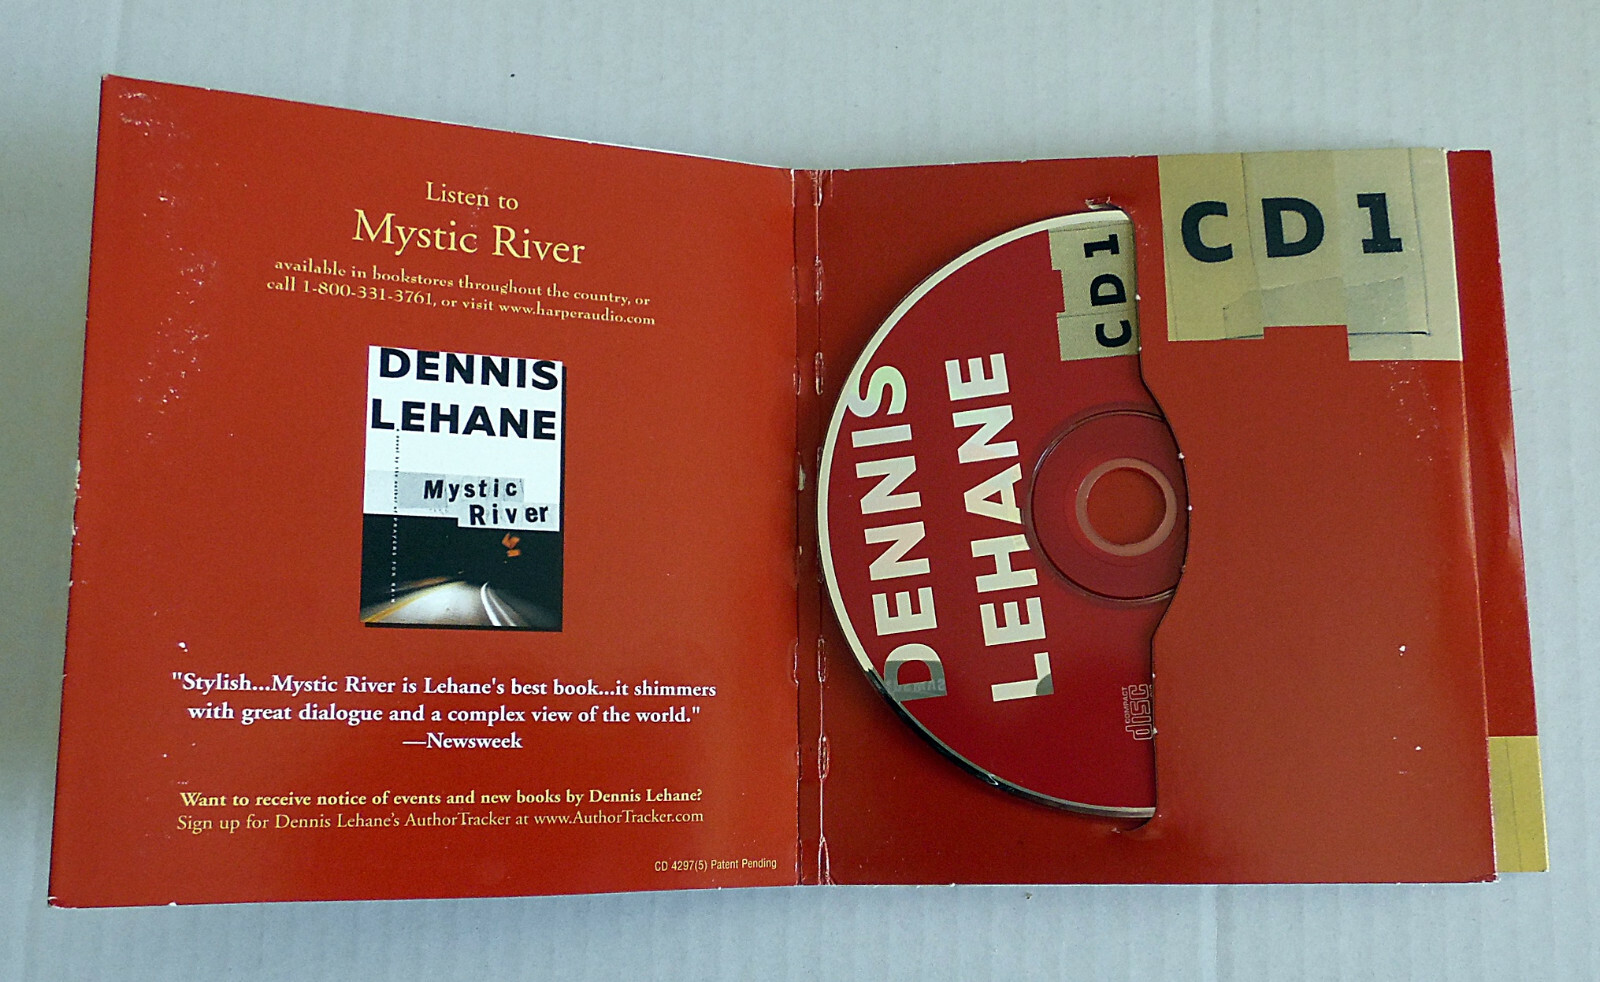 Listen to
Mystic River
available in bookstores throughout the country, or
call 1-800-331-3761, or visit www.harperaudio.com
DENNIS
LEHANE
Mystic
River
"Stylish...Mystic River is Lehane's best book...it shimmers
with great dialogue and a complex view of the world."
—Newsweek
Want to receive notice of events and new books by Dennis Lehane?
Sign up for Dennis Lehane's AuthorTracker at www.AuthorTracker.com
CD 4297(5) Patent Pending
CD 1
DENNIS
LEHANE
COMPACT
disc
CD 1